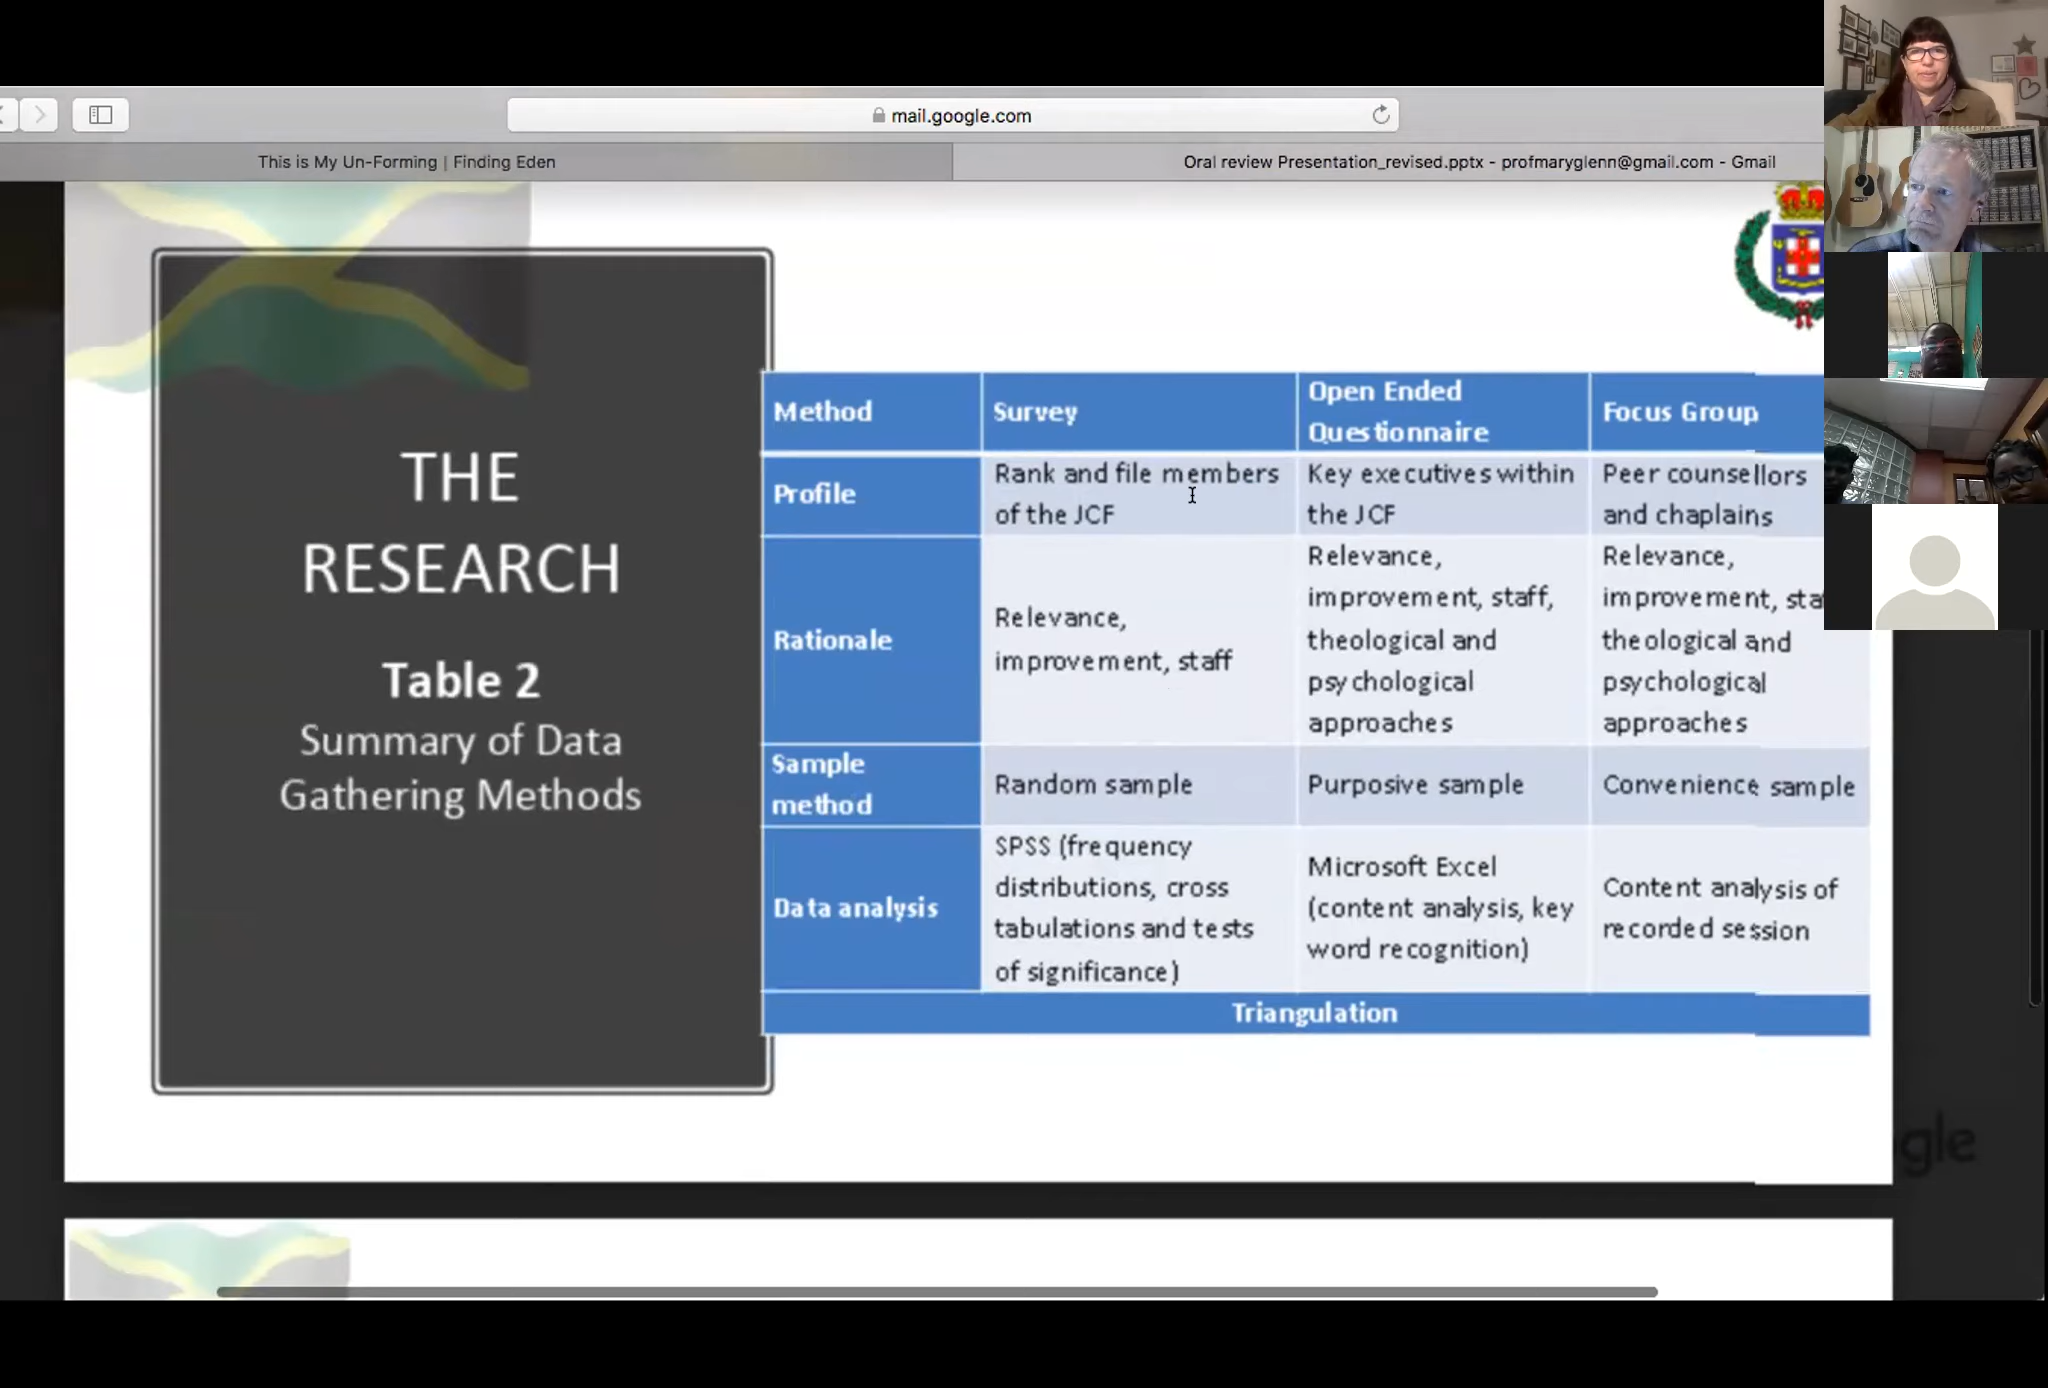 mail.google.com
This is My Un-Forming | Finding Eden
Oral review Presentation_revised.pptx - profmaryglenn@gmail.com - Gmail
THE
RESEARCH
Table 2
Summary of Data
Gathering Methods
Method
Survey
Open Ended
Questionnaire
Focus Group
Profile
Rank and file members
of the JCF
Key executives within
the JCF
Peer counsellors
and chaplains
Rationale
Relevance,
improvement, staff
Relevance,
improvement, staff,
theological and
psychological
approaches
Relevance,
improvement,
theological and
psychological
approaches
Sample
method
Random sample
Purposive sample
Convenience sample
Data analysis
SPSS (frequency
distributions, cross
tabulations and tests
of significance)
Microsoft Excel
(content analysis, key
word recognition)
Content analysis of
recorded session
Triangulation